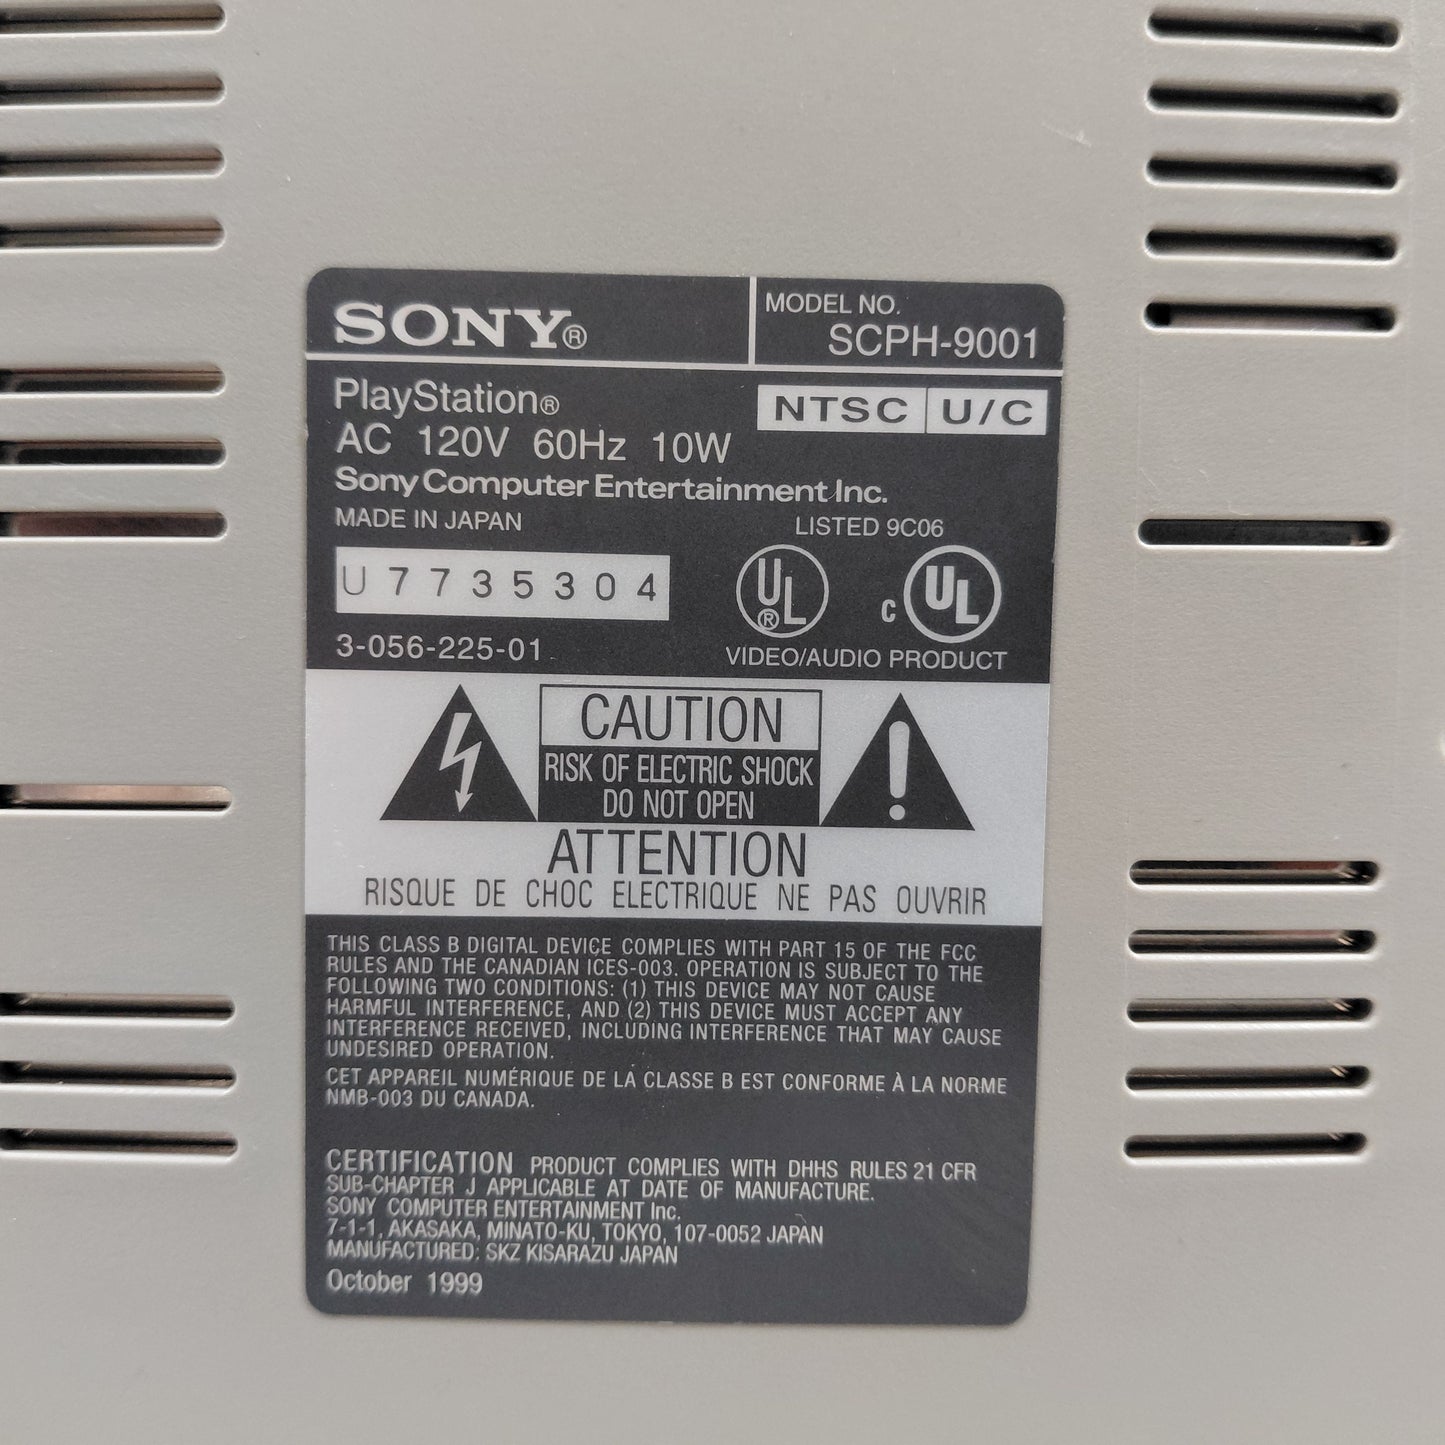 SONY®
MODEL NO.
SCPH-9001
PlayStation®
NTSC U/C
AC 120V 60Hz 10W
Sony Computer Entertainment Inc.
MADE IN JAPAN
LISTED 9C06
U7735304
UL® c UL
3-056-225-01
VIDEO/AUDIO PRODUCT
CAUTION
RISK OF ELECTRIC SHOCK
DO NOT OPEN
ATTENTION
RISQUE DE CHOC ELECTRIQUE NE PAS OUVRIR
THIS CLASS B DIGITAL DEVICE COMPLIES WITH PART 15 OF THE FCC
RULES AND THE CANADIAN ICES-003. OPERATION IS SUBJECT TO THE
FOLLOWING TWO CONDITIONS: (1) THIS DEVICE MAY NOT CAUSE
HARMFUL INTERFERENCE, AND (2) THIS DEVICE MUST ACCEPT ANY
INTERFERENCE RECEIVED, INCLUDING INTERFERENCE THAT MAY CAUSE
UNDESIRED OPERATION.
CET APPAREIL NUMÉRIQUE DE LA CLASSE B EST CONFORME À LA NORME
NMB-003 DU CANADA.
CERTIFICATION PRODUCT COMPLIES WITH DHHS RULES 21 CFR
SUB-CHAPTER J APPLICABLE AT DATE OF MANUFACTURE.
SONY COMPUTER ENTERTAINMENT Inc.
7-1-1, AKASAKA, MINATO-KU, TOKYO, 107-0052 JAPAN
MANUFACTURED: SKZ KISARAZU JAPAN
October 1999